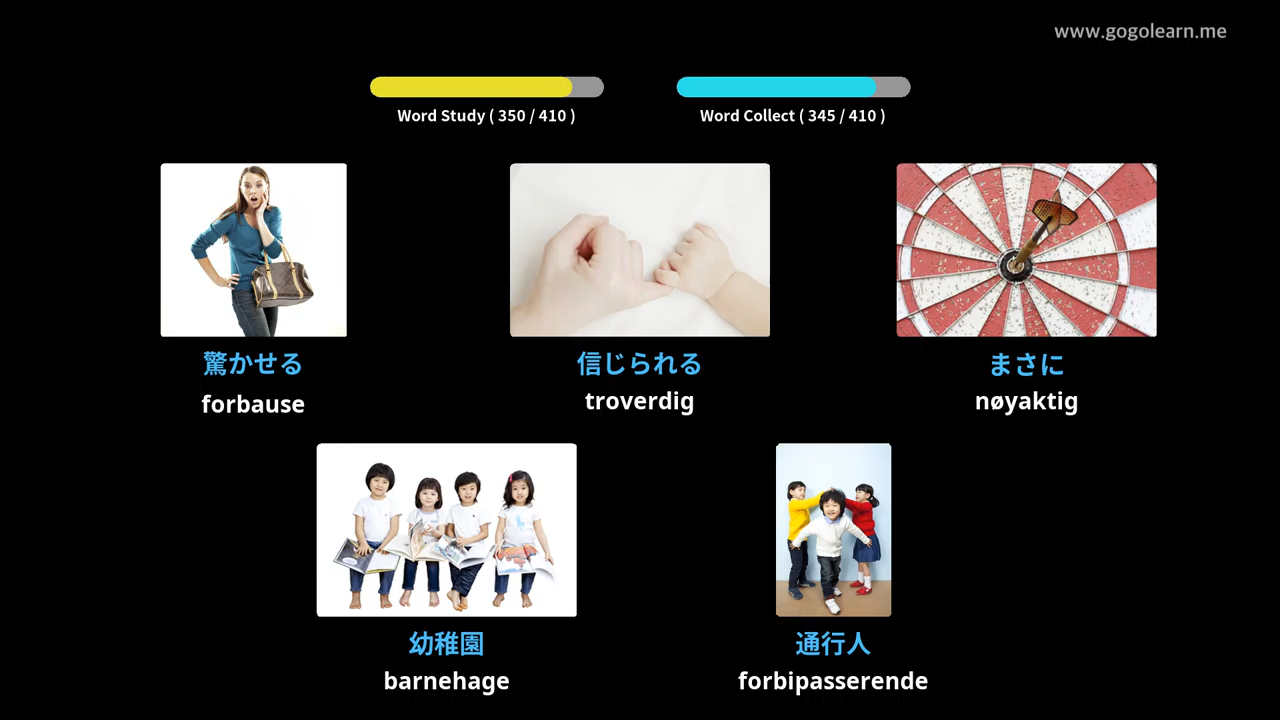 www.gogolearn.me
Word Study ( 350 / 410 )
Word Collect ( 345 / 410 )
驚かせる
信じられる
まさに
forbause
troverdig
nøyaktig
幼稚園
通行人
barnehage
forbipasserende